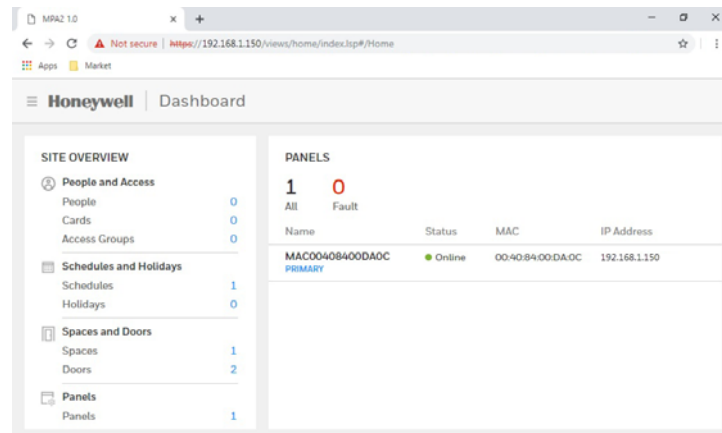 MPA2 1.0
Not secure | https://192.168.1.150/views/home/index.lsp#/Home
Apps Market
Honeywell Dashboard
SITE OVERVIEW
People and Access
People 0
Cards 0
Access Groups 0
Schedules and Holidays
Schedules 1
Holidays 0
Spaces and Doors
Spaces 1
Doors 2
Panels
Panels 1
PANELS
1 0
All Fault
Name Status MAC IP Address
MAC00408400DA0C Online 00:40:84:00:DA:0C 192.168.1.150
PRIMARY